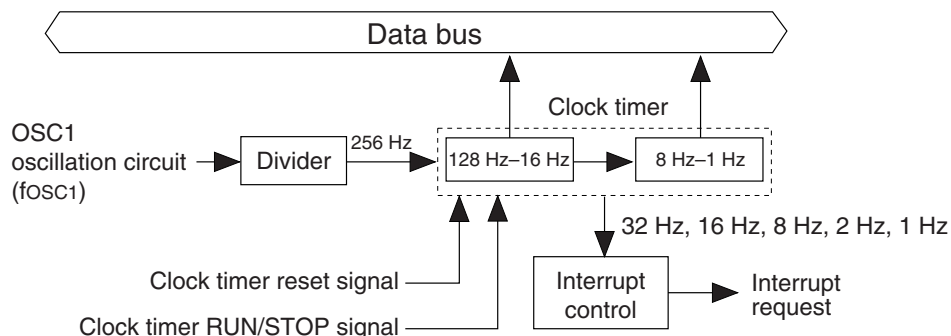 Data bus
Clock timer
OSC1
oscillation circuit
(fOSC1)
Divider
256 Hz
128 Hz–16 Hz
8 Hz–1 Hz
32 Hz, 16 Hz, 8 Hz, 2 Hz, 1 Hz
Clock timer reset signal
Interrupt
control
Interrupt
request
Clock timer RUN/STOP signal